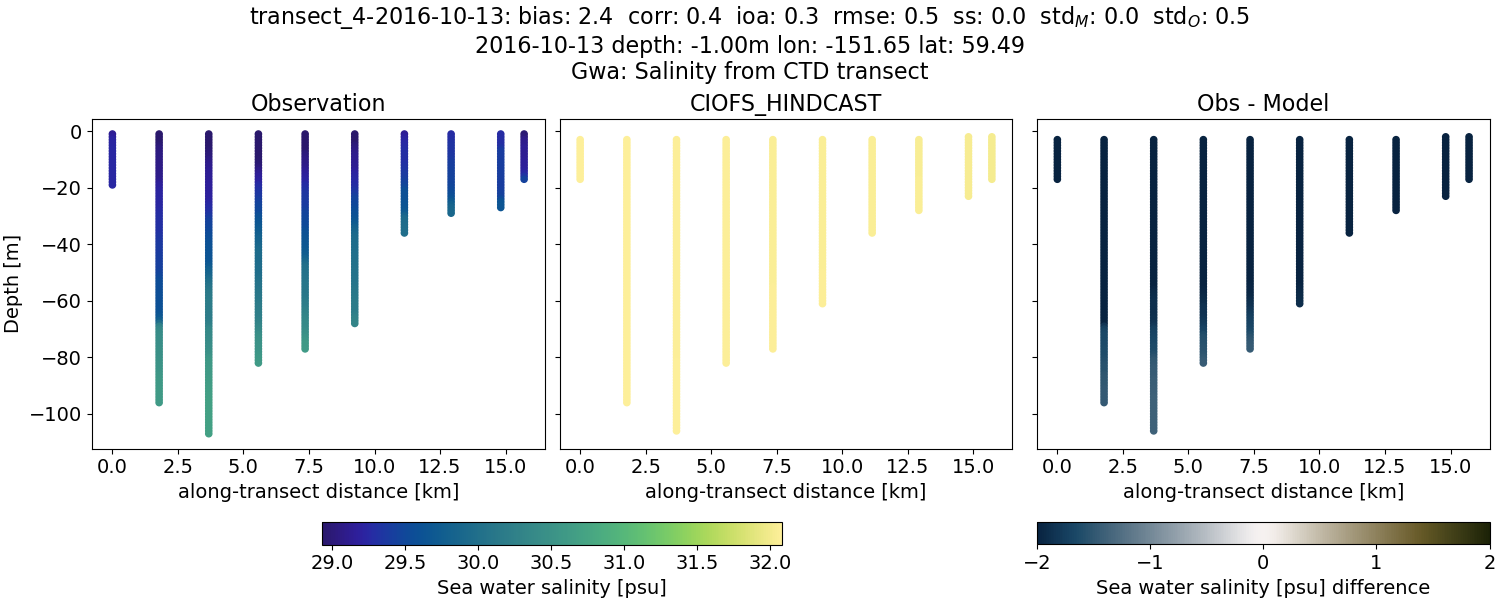 transect_4-2016-10-13: bias: 2.4  corr: 0.4  ioa: 0.3  rmse: 0.5  ss: 0.0  std_M: 0.0  std_O: 0.5
2016-10-13 depth: -1.00m lon: -151.65 lat: 59.49
Gwa: Salinity from CTD transect
Observation
CIOFS_HINDCAST
Obs - Model
0
−20
−40
−60
−80
−100
Depth [m]
0.0 2.5 5.0 7.5 10.0 12.5 15.0
0.0 2.5 5.0 7.5 10.0 12.5 15.0
0.0 2.5 5.0 7.5 10.0 12.5 15.0
along-transect distance [km]
along-transect distance [km]
along-transect distance [km]
29.0 29.5 30.0 30.5 31.0 31.5 32.0
Sea water salinity [psu]
−2 −1 0 1 2
Sea water salinity [psu] difference